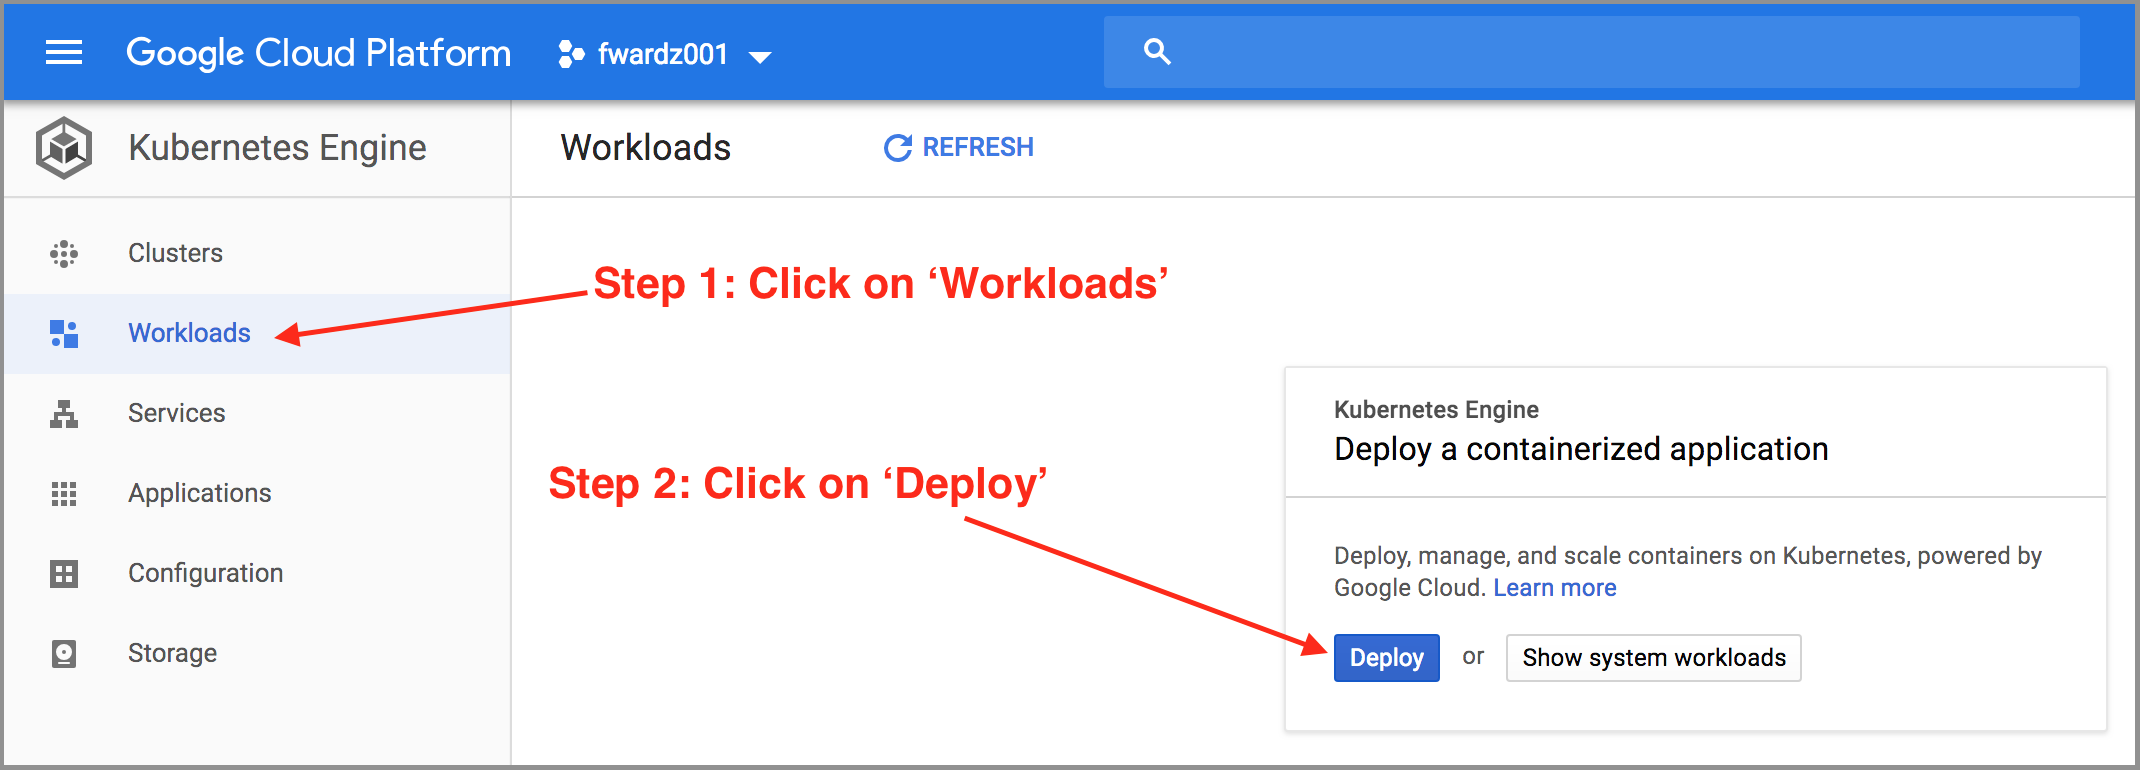 Google Cloud Platform
fwardz001
Kubernetes Engine
Workloads
REFRESH
Clusters
Workloads
Services
Applications
Configuration
Storage
Step 1: Click on ‘Workloads’
Step 2: Click on ‘Deploy’
Kubernetes Engine
Deploy a containerized application
Deploy, manage, and scale containers on Kubernetes, powered by
Google Cloud. Learn more
Deploy or Show system workloads